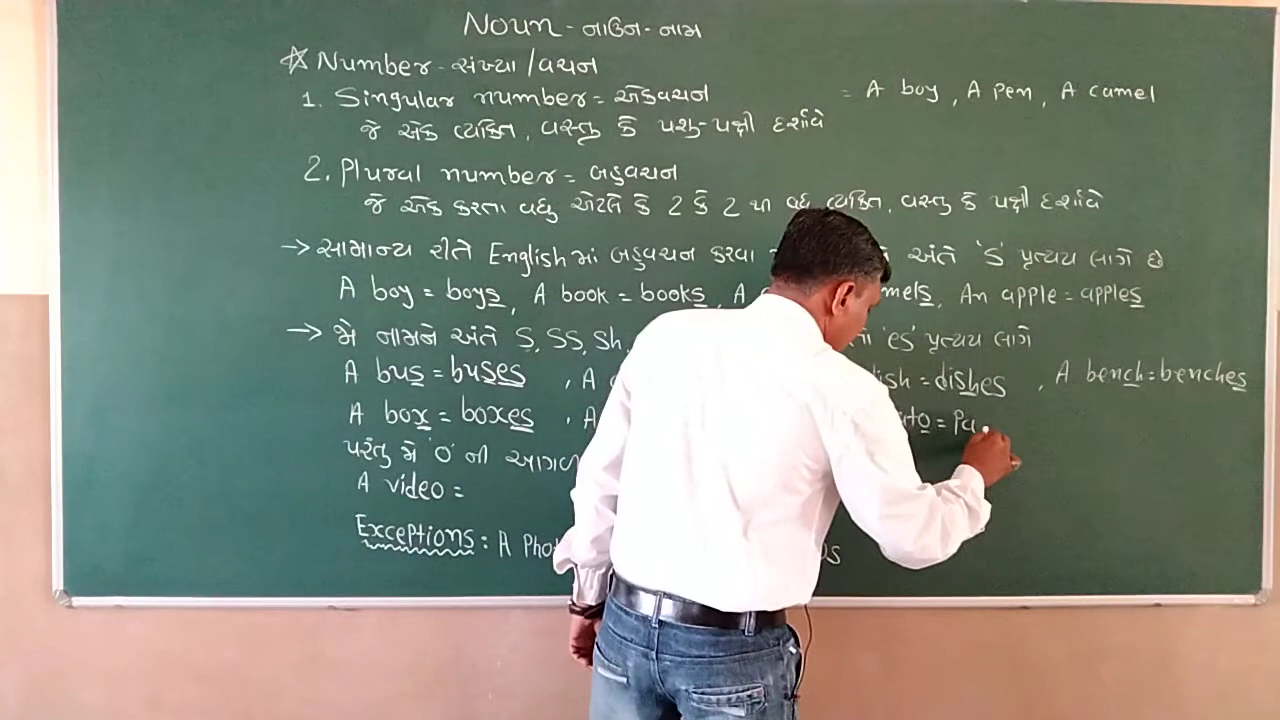 Noun - નાઉન - નામ
☆ Number - સંખ્યા / વચન
1. Singular number = એકવચન = A boy, A pen, A camel
જે એક વ્યકિત, વસ્તુ કે પશુ-પક્ષી દર્શાવે
2. Plural number = બહુવચન
જે એક કરતા વધુ એટલે કે 2 કે 2 થી વધુ વ્યકિત, વસ્તુ કે પક્ષી દર્શાવે
→ સામાન્ય રીતે English માં બહુવચન કરવા અંતે 'S' પ્રત્યય લાગે છે
A boy = boys, A book = books, A mels, An apple = apples
→ જે નામને અંતે S, SS, Sh, 'es' પ્રત્યય લાગે
A bus = buses , A ish = dishes , A bench = benches
A box = boxes , A to = Pa
પરંતુ જે 'O' ની આગળ
A video =
Exceptions : A Pho os